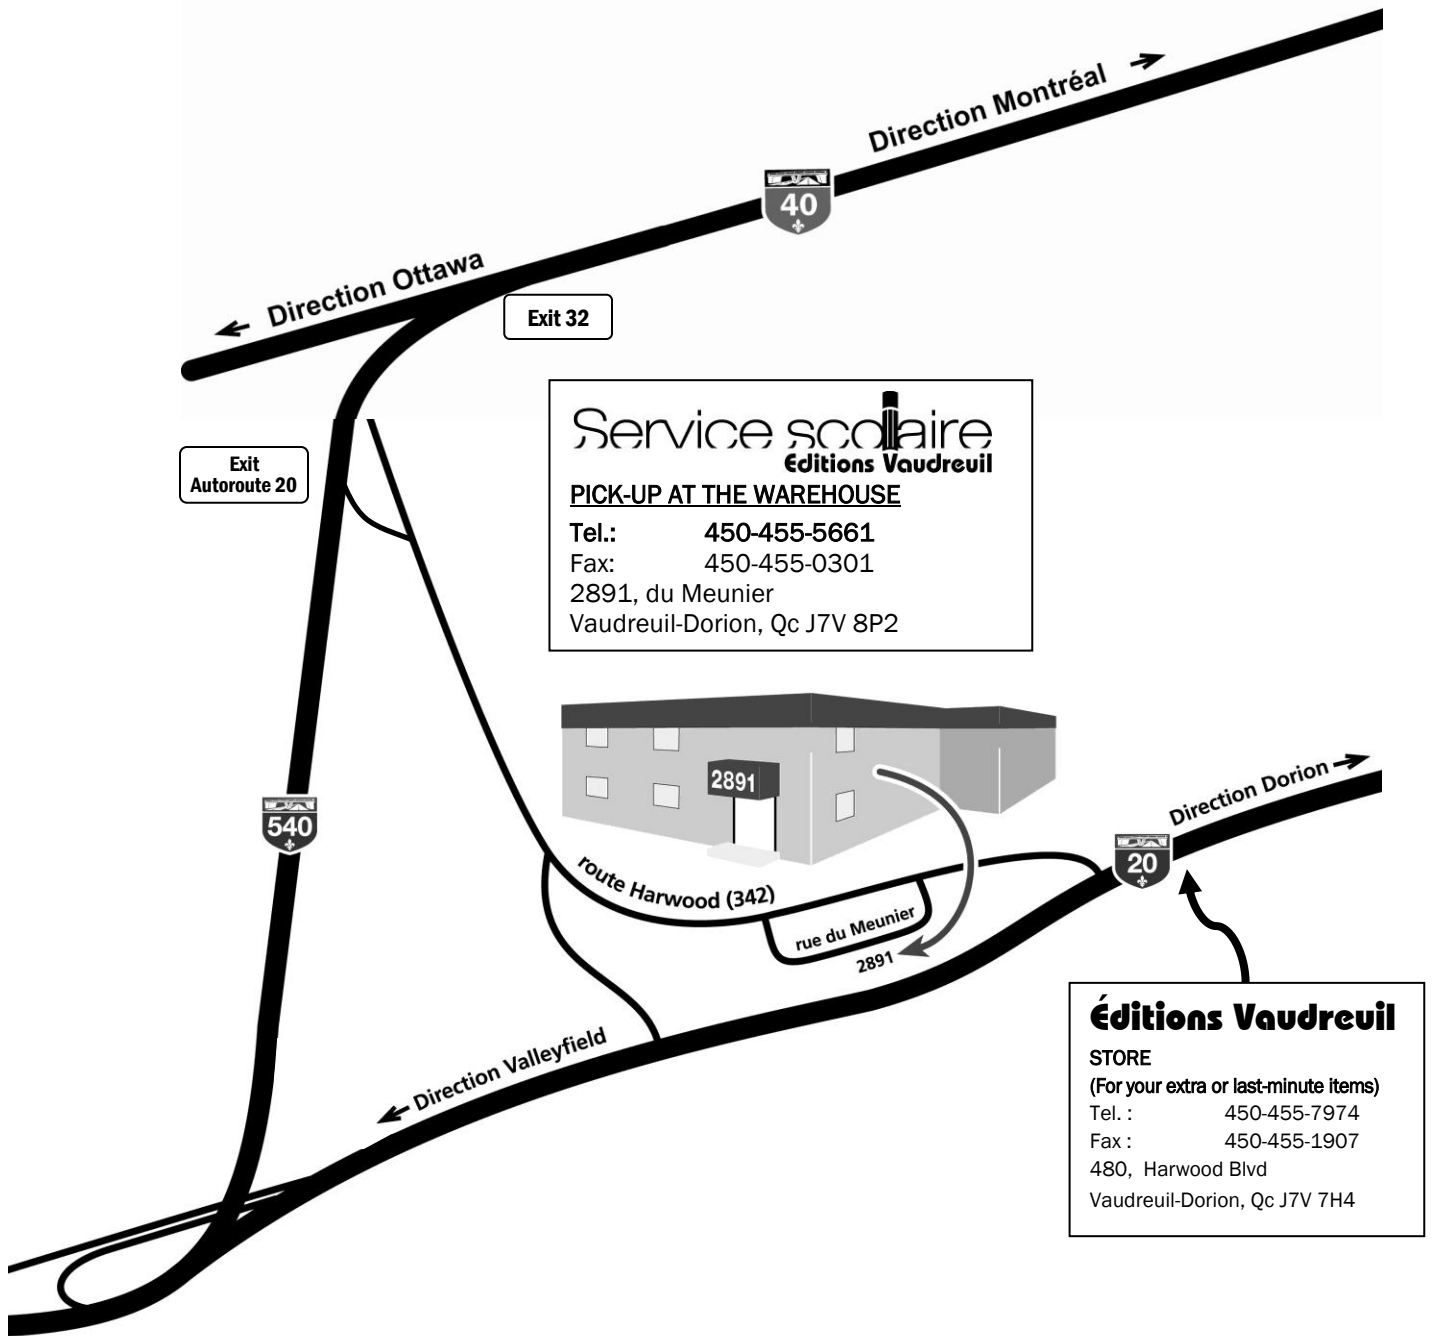 Direction Montréal
40
Direction Ottawa
Exit 32
Exit
Autoroute 20
Service scolaire
Éditions Vaudreuil
PICK-UP AT THE WAREHOUSE
Tel.: 450-455-5661
Fax: 450-455-0301
2891, du Meunier
Vaudreuil-Dorion, Qc J7V 8P2
2891
540
Direction Dorion
20
route Harwood (342)
rue du Meunier
2891
Direction Valleyfield
Éditions Vaudreuil
STORE
(For your extra or last-minute items)
Tel. : 450-455-7974
Fax : 450-455-1907
480, Harwood Blvd
Vaudreuil-Dorion, Qc J7V 7H4